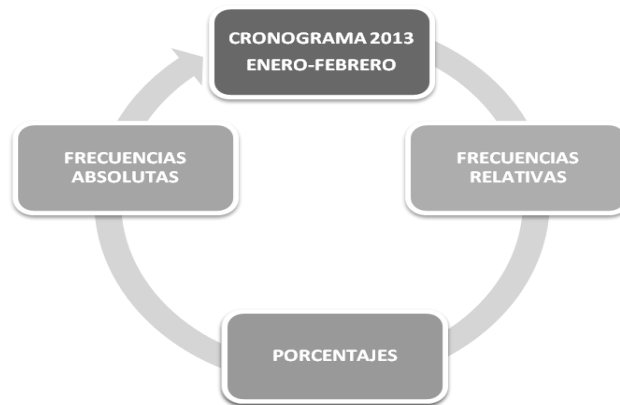 CRONOGRAMA 2013
ENERO-FEBRERO
FRECUENCIAS
ABSOLUTAS
FRECUENCIAS
RELATIVAS
PORCENTAJES